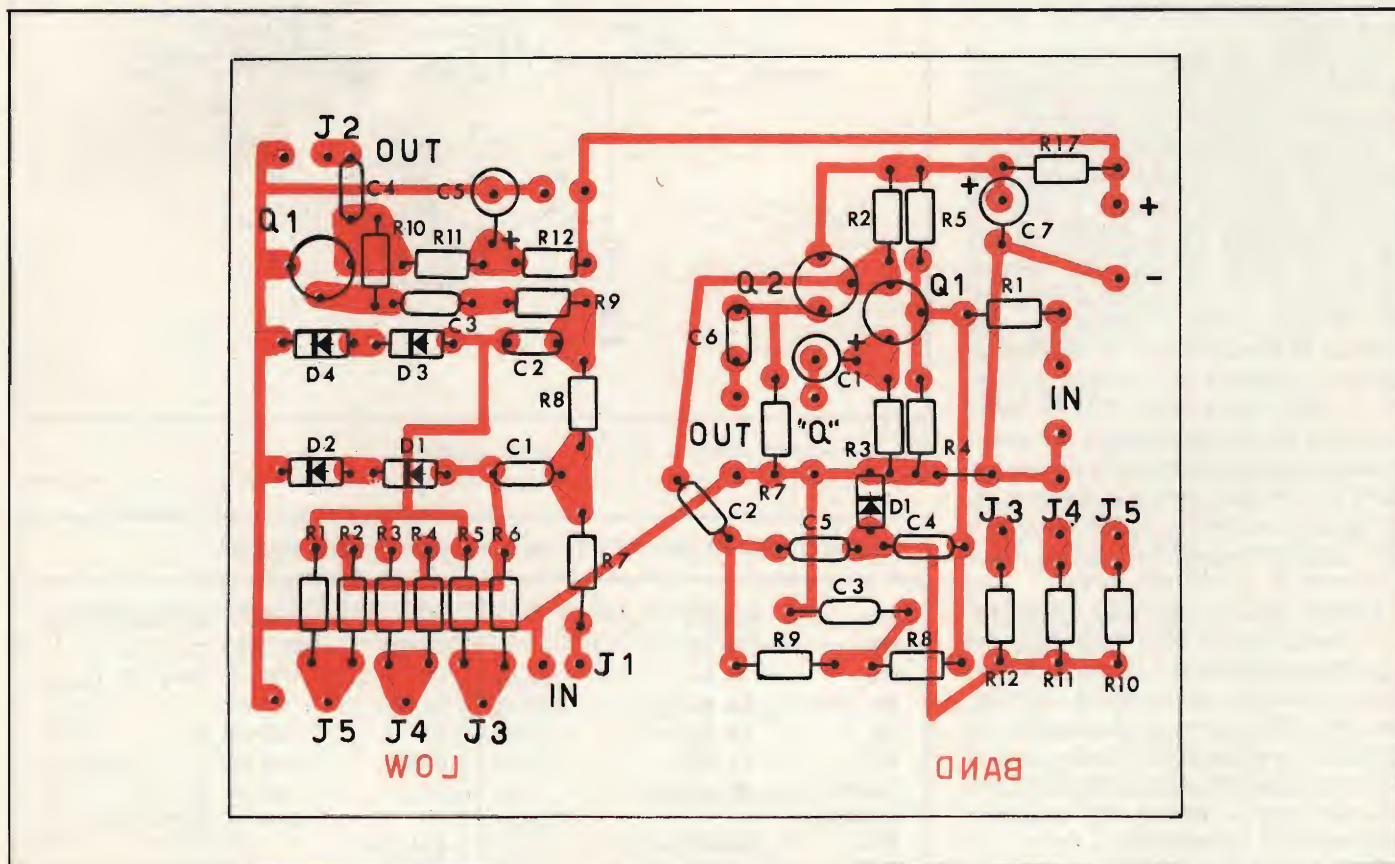 J2 OUT
C4 C5
Q1
R10 R11 + R12
C3 R9
D4 D3 C2
R8
D2 D1 C1
R1 R2 R3 R4 R5 R6
R7
IN J1
J5 J4 J3
LOW
R17
+
R2 R5 + C7
Q2 Q1 R1 -
C6 + C1
OUT "Q" IN
R3 R4
R7
C2 D1 J3 J4 J5
C5 C4
C3
R9 R8
R12 R11 R10
BAND